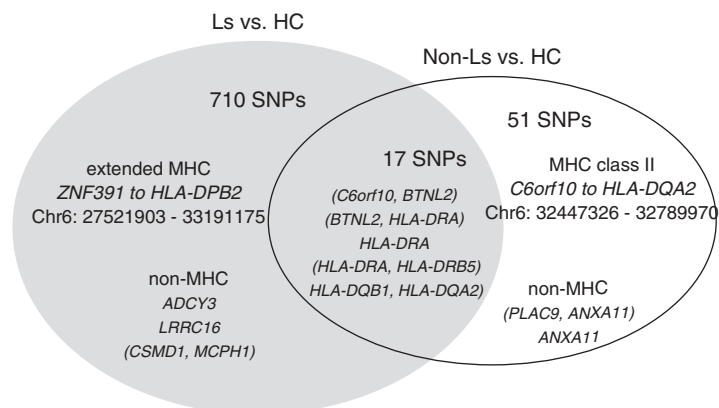 Ls vs. HC
Non-Ls vs. HC
710 SNPs
51 SNPs
17 SNPs
extended MHC
ZNF391 to HLA-DPB2
Chr6: 27521903 - 33191175
(C6orf10, BTNL2)
(BTNL2, HLA-DRA)
HLA-DRA
(HLA-DRA, HLA-DRB5)
HLA-DQB1, HLA-DQA2)
MHC class II
C6orf10 to HLA-DQA2
Chr6: 32447326 - 32789970
non-MHC
ADCY3
LRRC16
(CSMD1, MCPH1)
non-MHC
(PLAC9, ANXA11)
ANXA11